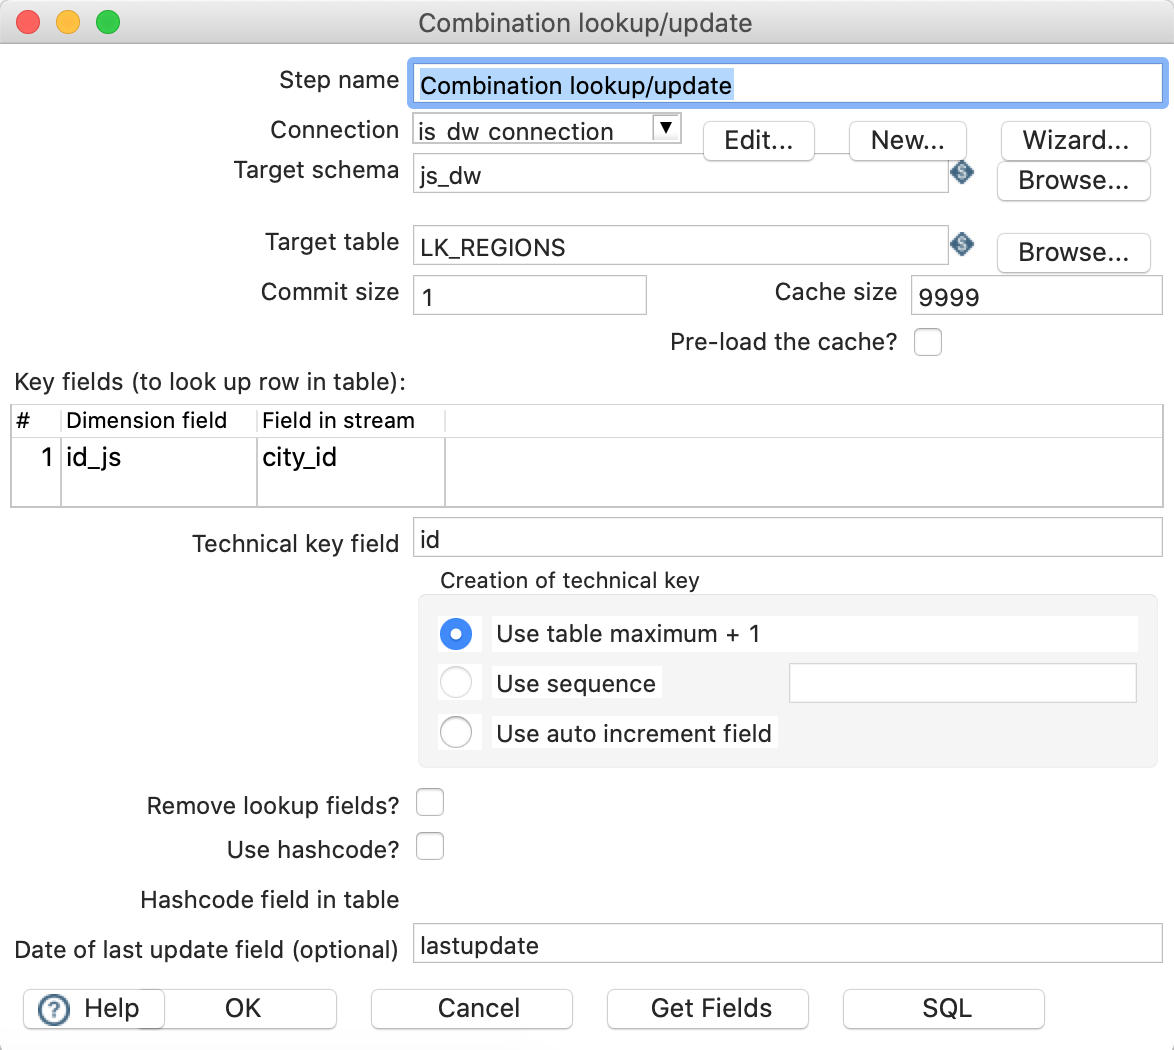 Combination lookup/update
Step name Combination lookup/update
Connection js_dw_connection Edit... New... Wizard...
Target schema js_dw Browse...
Target table LK_REGIONS Browse...
Commit size 1 Cache size 9999
Pre-load the cache?
Key fields (to look up row in table):
# Dimension field Field in stream
1 id_js city_id
Technical key field id
Creation of technical key
Use table maximum + 1
Use sequence
Use auto increment field
Remove lookup fields?
Use hashcode?
Hashcode field in table
Date of last update field (optional) lastupdate
Help OK Cancel Get Fields SQL